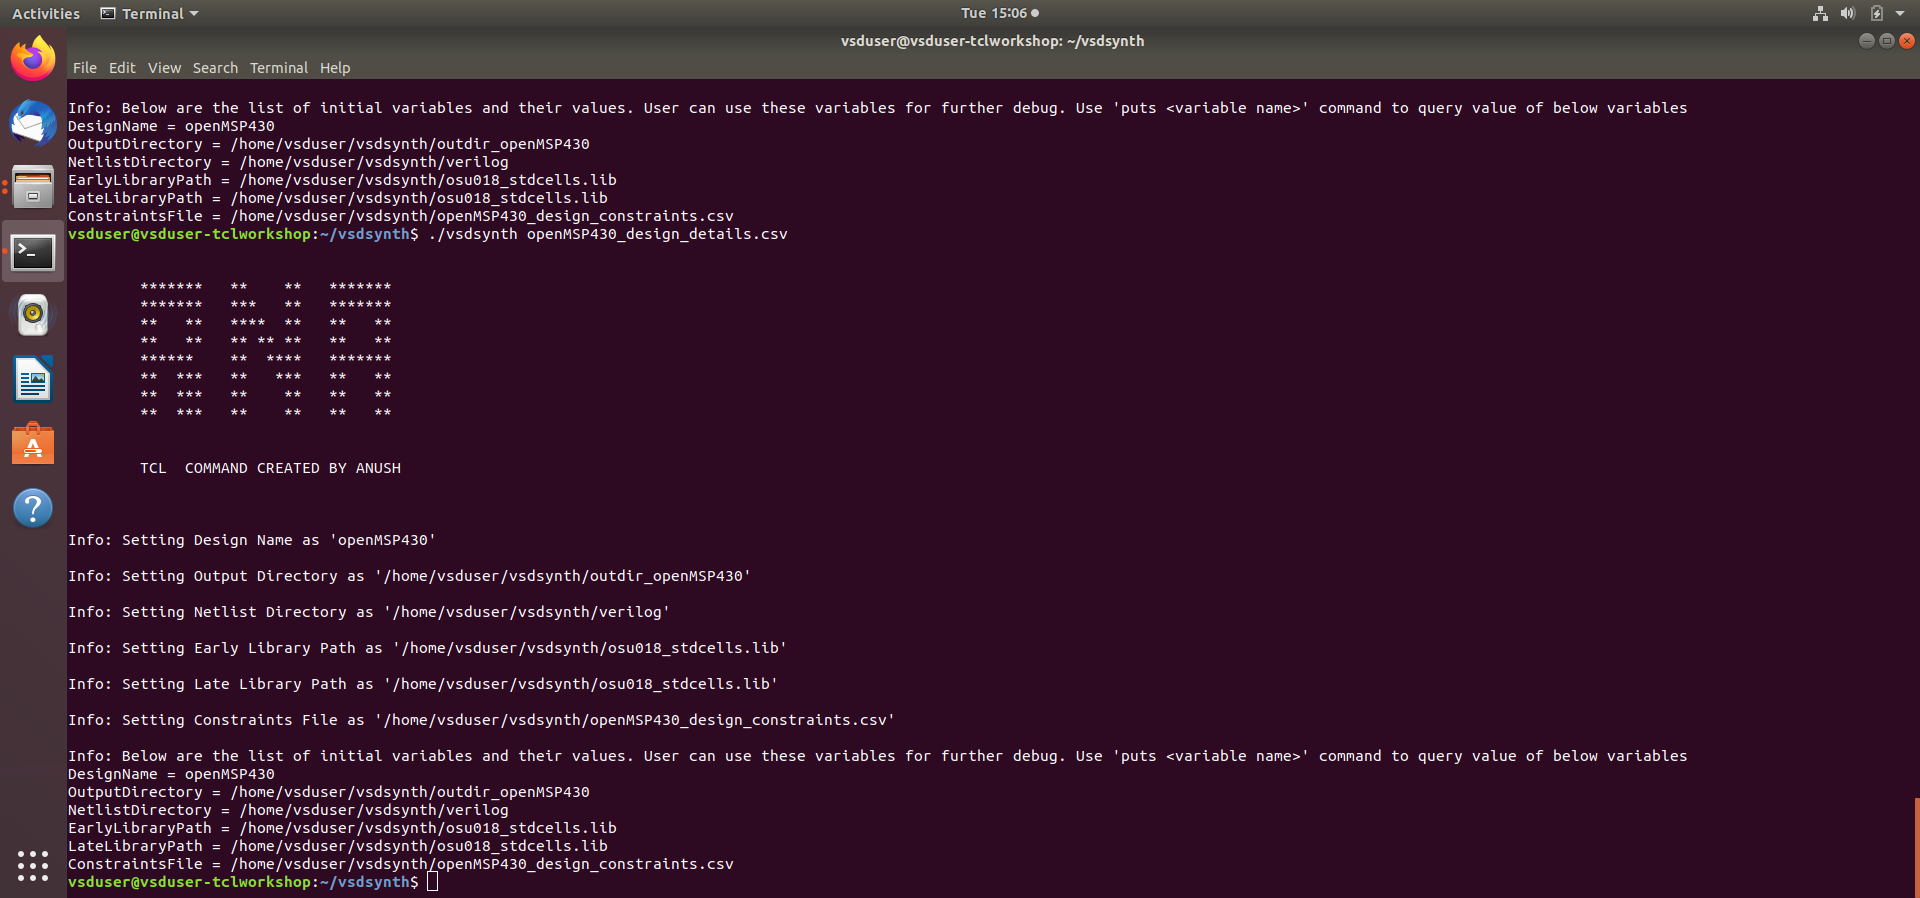 Activities Terminal Tue 15:06
vsduser@vsduser-tclworkshop: ~/vsdsynth
File Edit View Search Terminal Help
Info: Below are the list of initial variables and their values. User can use these variables for further debug. Use 'puts <variable name>' command to query value of below variables
DesignName = openMSP430
OutputDirectory = /home/vsduser/vsdsynth/outdir_openMSP430
NetlistDirectory = /home/vsduser/vsdsynth/verilog
EarlyLibraryPath = /home/vsduser/vsdsynth/osu018_stdcells.lib
LateLibraryPath = /home/vsduser/vsdsynth/osu018_stdcells.lib
ConstraintsFile = /home/vsduser/vsdsynth/openMSP430_design_constraints.csv
vsduser@vsduser-tclworkshop:~/vsdsynth$ ./vsdsynth openMSP430_design_details.csv
*******   **    **   *******
*******   ***   **   *******
**   **   ****  **   **   **
**   **   ** ** **   **   **
******    **  ****   *******
**  ***   **   ***   **   **
**  ***   **    **   **   **
**  ***   **    **   **   **
TCL  COMMAND CREATED BY ANUSH
Info: Setting Design Name as 'openMSP430'
Info: Setting Output Directory as '/home/vsduser/vsdsynth/outdir_openMSP430'
Info: Setting Netlist Directory as '/home/vsduser/vsdsynth/verilog'
Info: Setting Early Library Path as '/home/vsduser/vsdsynth/osu018_stdcells.lib'
Info: Setting Late Library Path as '/home/vsduser/vsdsynth/osu018_stdcells.lib'
Info: Setting Constraints File as '/home/vsduser/vsdsynth/openMSP430_design_constraints.csv'
Info: Below are the list of initial variables and their values. User can use these variables for further debug. Use 'puts <variable name>' command to query value of below variables
DesignName = openMSP430
OutputDirectory = /home/vsduser/vsdsynth/outdir_openMSP430
NetlistDirectory = /home/vsduser/vsdsynth/verilog
EarlyLibraryPath = /home/vsduser/vsdsynth/osu018_stdcells.lib
LateLibraryPath = /home/vsduser/vsdsynth/osu018_stdcells.lib
ConstraintsFile = /home/vsduser/vsdsynth/openMSP430_design_constraints.csv
vsduser@vsduser-tclworkshop:~/vsdsynth$